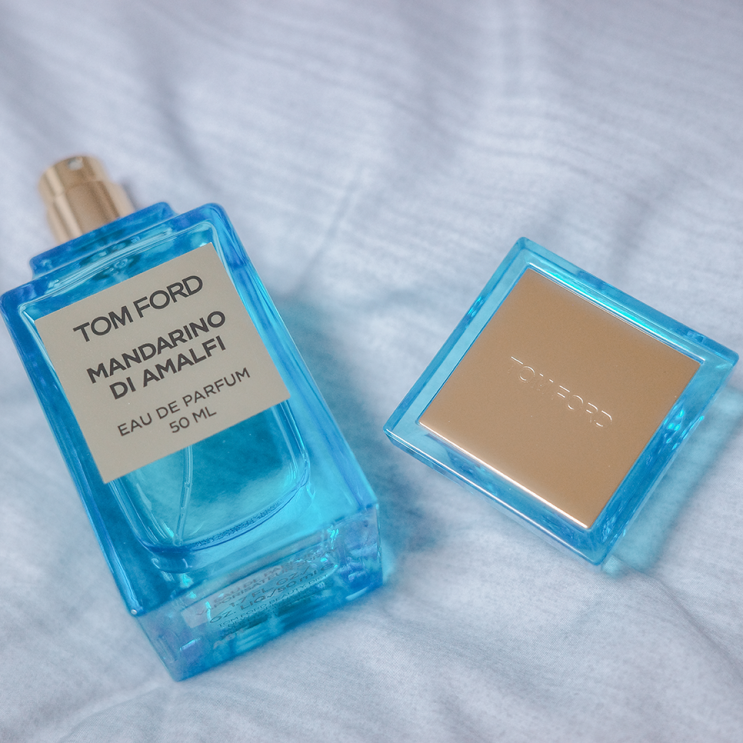 TOM FORD
MANDARINO
DI AMALFI
EAU DE PARFUM
50 ML
TOM FORD